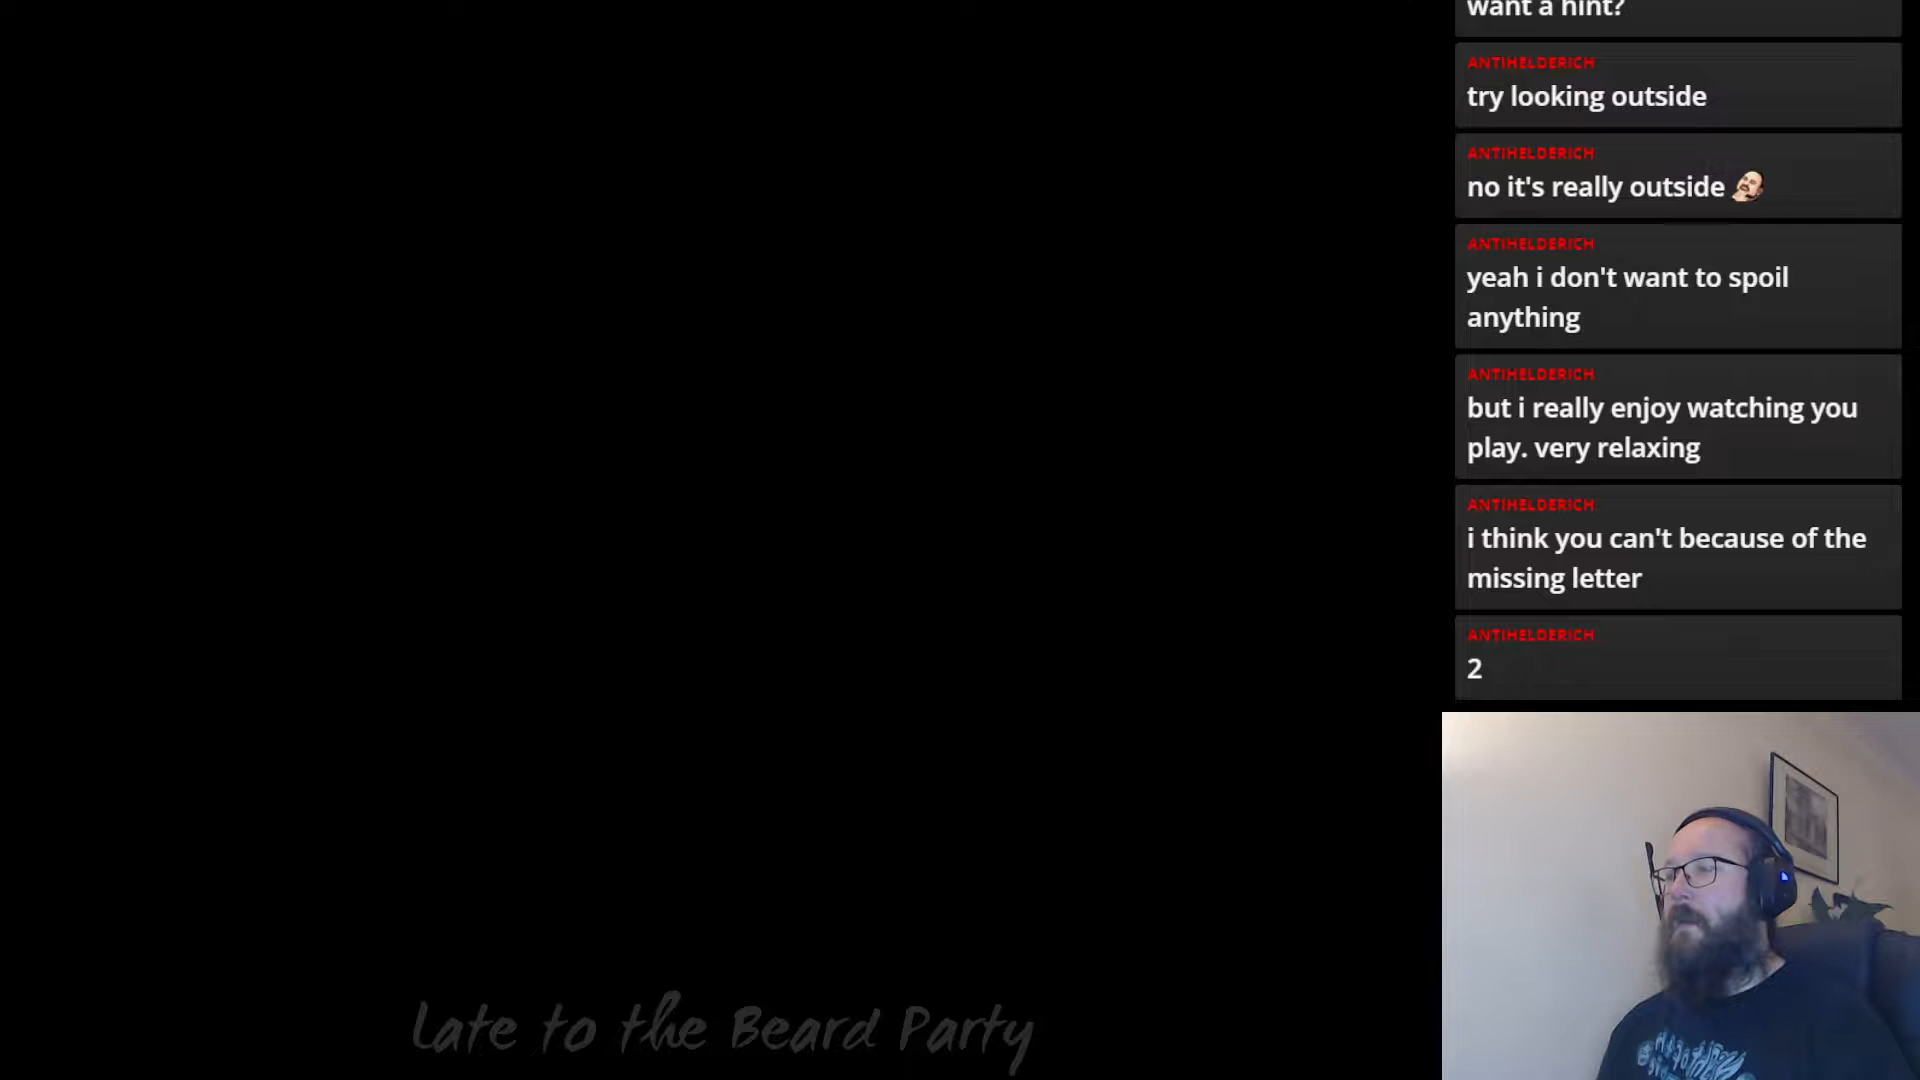 want a hint?
ANTIHELDERICH
try looking outside
ANTIHELDERICH
no it's really outside
ANTIHELDERICH
yeah i don't want to spoil
anything
ANTIHELDERICH
but i really enjoy watching you
play. very relaxing
ANTIHELDERICH
i think you can't because of the
missing letter
ANTIHELDERICH
2
Late to the Beard Party